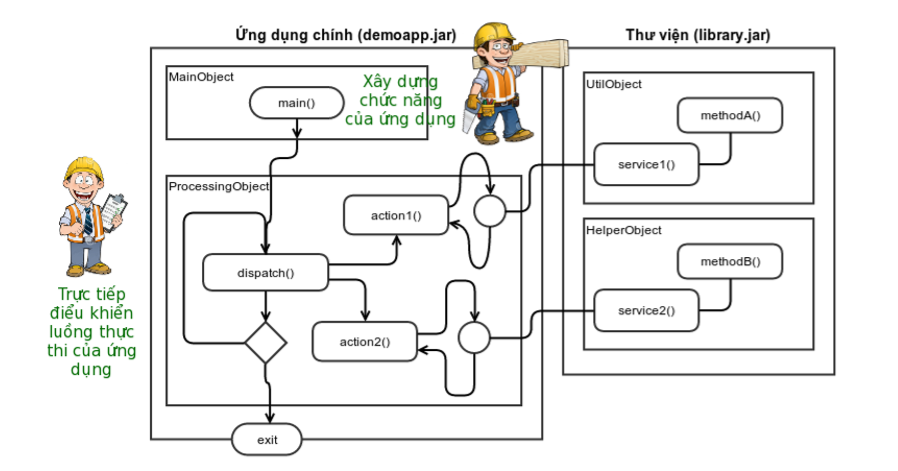 Ứng dụng chính (demoapp.jar)
Thư viện (library.jar)
MainObject
main()
Xây dựng
chức năng
của ứng dụng
UtilObject
methodA()
service1()
ProcessingObject
action1()
dispatch()
action2()
HelperObject
methodB()
service2()
Trực tiếp
điều khiển
luồng thực
thi của ứng
dụng
exit